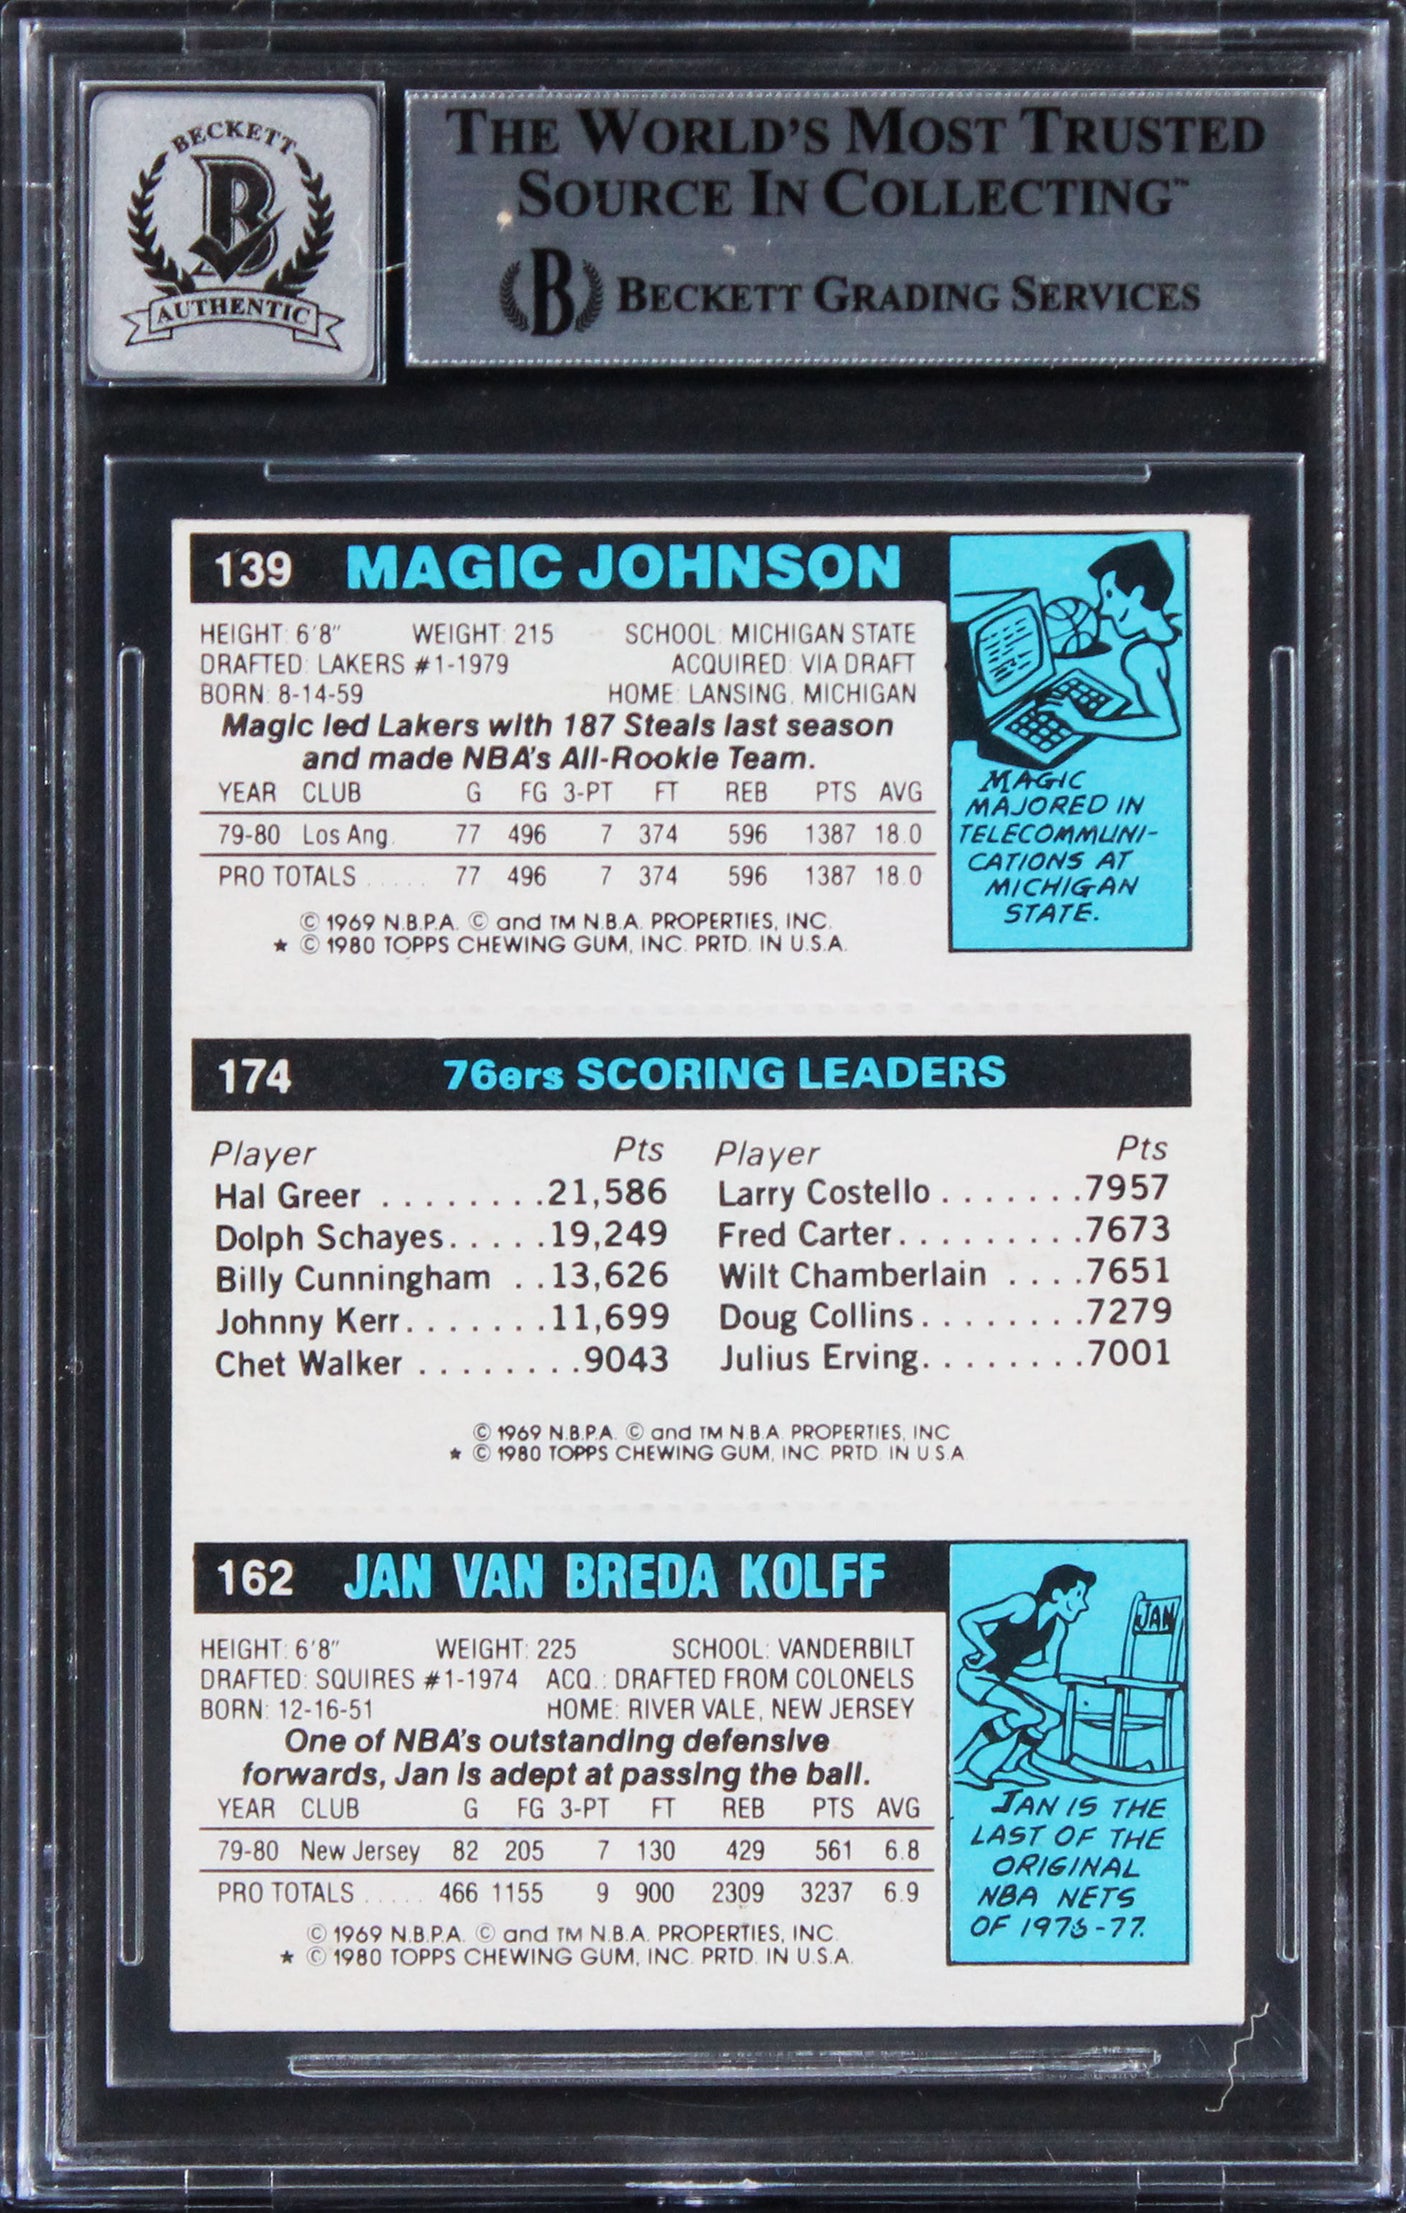 BECKETT
B
AUTHENTIC
THE WORLD'S MOST TRUSTED
SOURCE IN COLLECTING™
B BECKETT GRADING SERVICES
139 MAGIC JOHNSON
HEIGHT: 6'8" WEIGHT: 215 SCHOOL: MICHIGAN STATE
DRAFTED: LAKERS #1-1979 ACQUIRED: VIA DRAFT
BORN: 8-14-59 HOME: LANSING, MICHIGAN
Magic led Lakers with 187 Steals last season
and made NBA's All-Rookie Team.
YEAR CLUB G FG 3-PT FT REB PTS AVG
79-80 Los Ang. 77 496 7 374 596 1387 18.0
PRO TOTALS ..... 77 496 7 374 596 1387 18.0
© 1969 N.B.P.A. © and TM N.B.A. PROPERTIES, INC.
★ © 1980 TOPPS CHEWING GUM, INC. PRTD. IN U.S.A.
MAGIC
MAJORED IN
TELECOMMUNI-
CATIONS AT
MICHIGAN
STATE.
174 76ers SCORING LEADERS
Player Pts Player Pts
Hal Greer ........21,586 Larry Costello.......7957
Dolph Schayes.....19,249 Fred Carter.........7673
Billy Cunningham ..13,626 Wilt Chamberlain ....7651
Johnny Kerr.......11,699 Doug Collins........7279
Chet Walker ........9043 Julius Erving........7001
© 1969 N.B.P.A. © and TM N.B.A. PROPERTIES, INC.
★ © 1980 TOPPS CHEWING GUM, INC. PRTD. IN U.S.A.
162 JAN VAN BREDA KOLFF
HEIGHT: 6'8" WEIGHT: 225 SCHOOL: VANDERBILT
DRAFTED: SQUIRES #1-1974 ACQ.: DRAFTED FROM COLONELS
BORN: 12-16-51 HOME: RIVER VALE, NEW JERSEY
One of NBA's outstanding defensive
forwards, Jan is adept at passing the ball.
YEAR CLUB G FG 3-PT FT REB PTS AVG
79-80 New Jersey 82 205 7 130 429 561 6.8
PRO TOTALS ..... 466 1155 9 900 2309 3237 6.9
© 1969 N.B.P.A. © and TM N.B.A. PROPERTIES, INC.
★ © 1980 TOPPS CHEWING GUM, INC. PRTD. IN U.S.A.
JAN
JAN IS THE
LAST OF THE
ORIGINAL
NBA NETS
OF 1976-77.